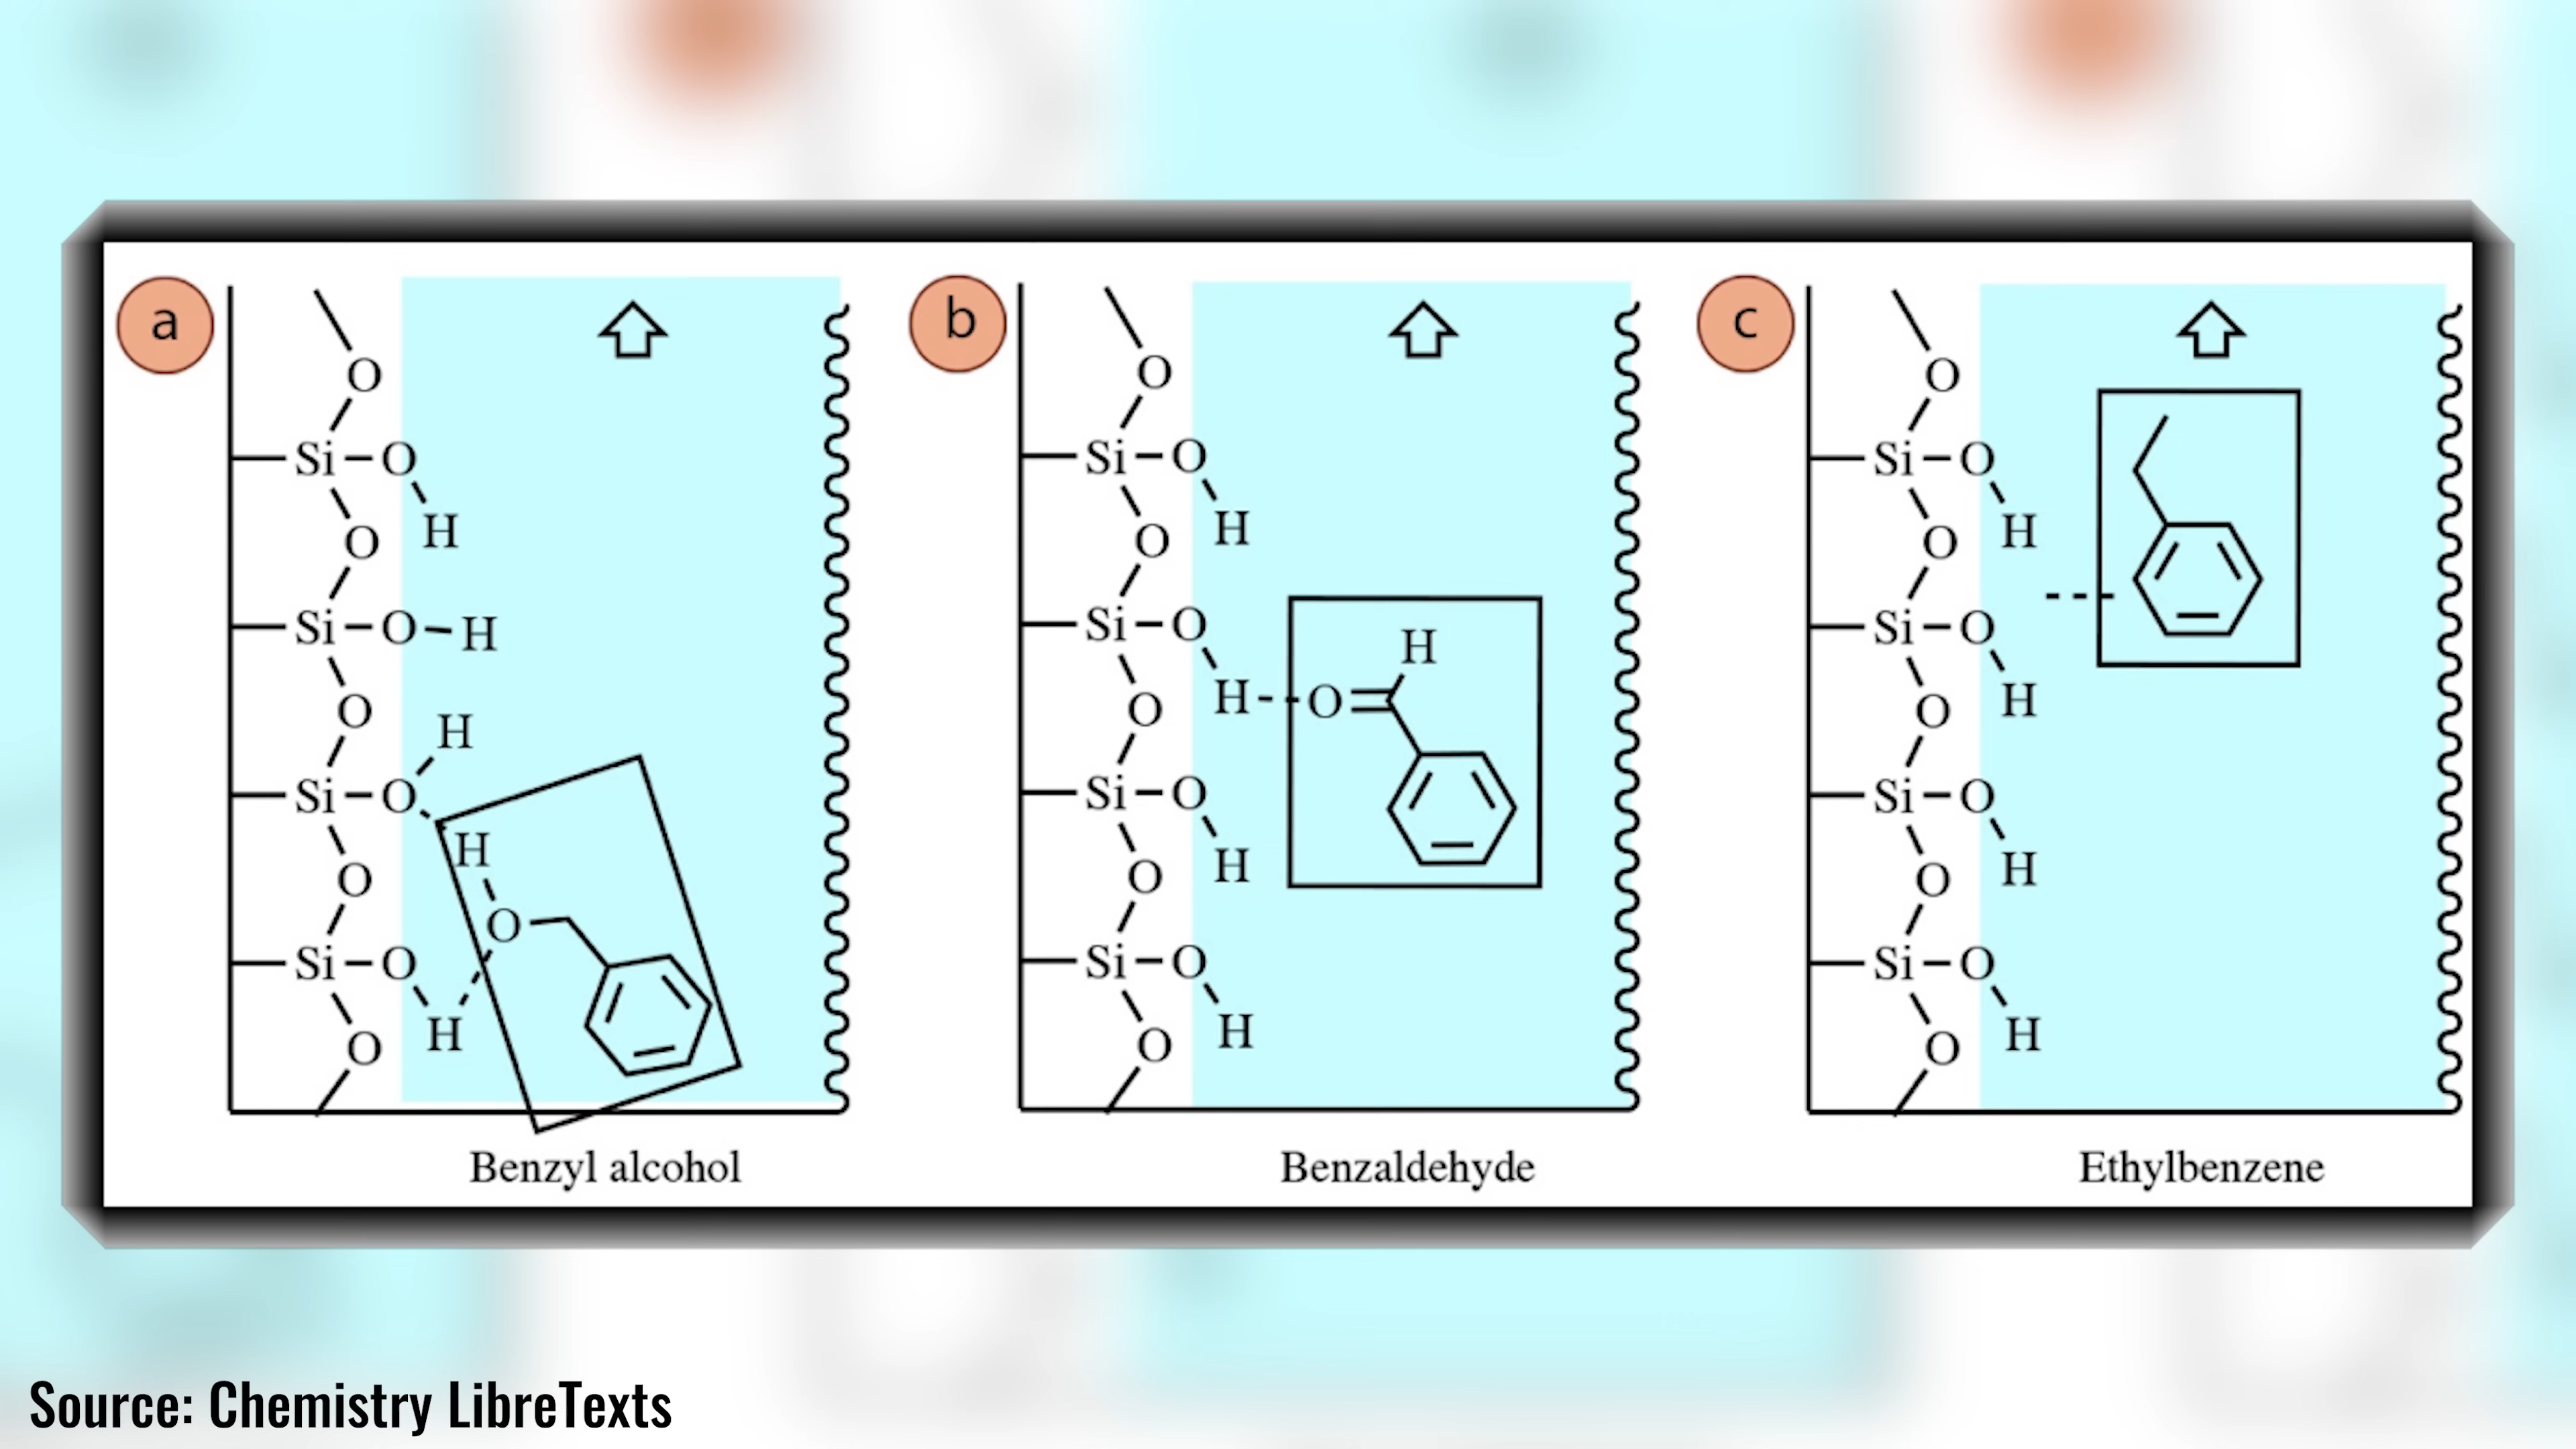 a
O
Si O
H
O
Si O H
O
H
Si O
H
O
O
Si O
H
O
Benzyl alcohol
b
O
Si O
H
O
Si O
H
H O
O
Si O
H
O
Si O
H
O
Benzaldehyde
c
O
Si O
H
O
Si O
H
O
Si O
H
O
Si O
H
O
Ethylbenzene
Source: Chemistry LibreTexts